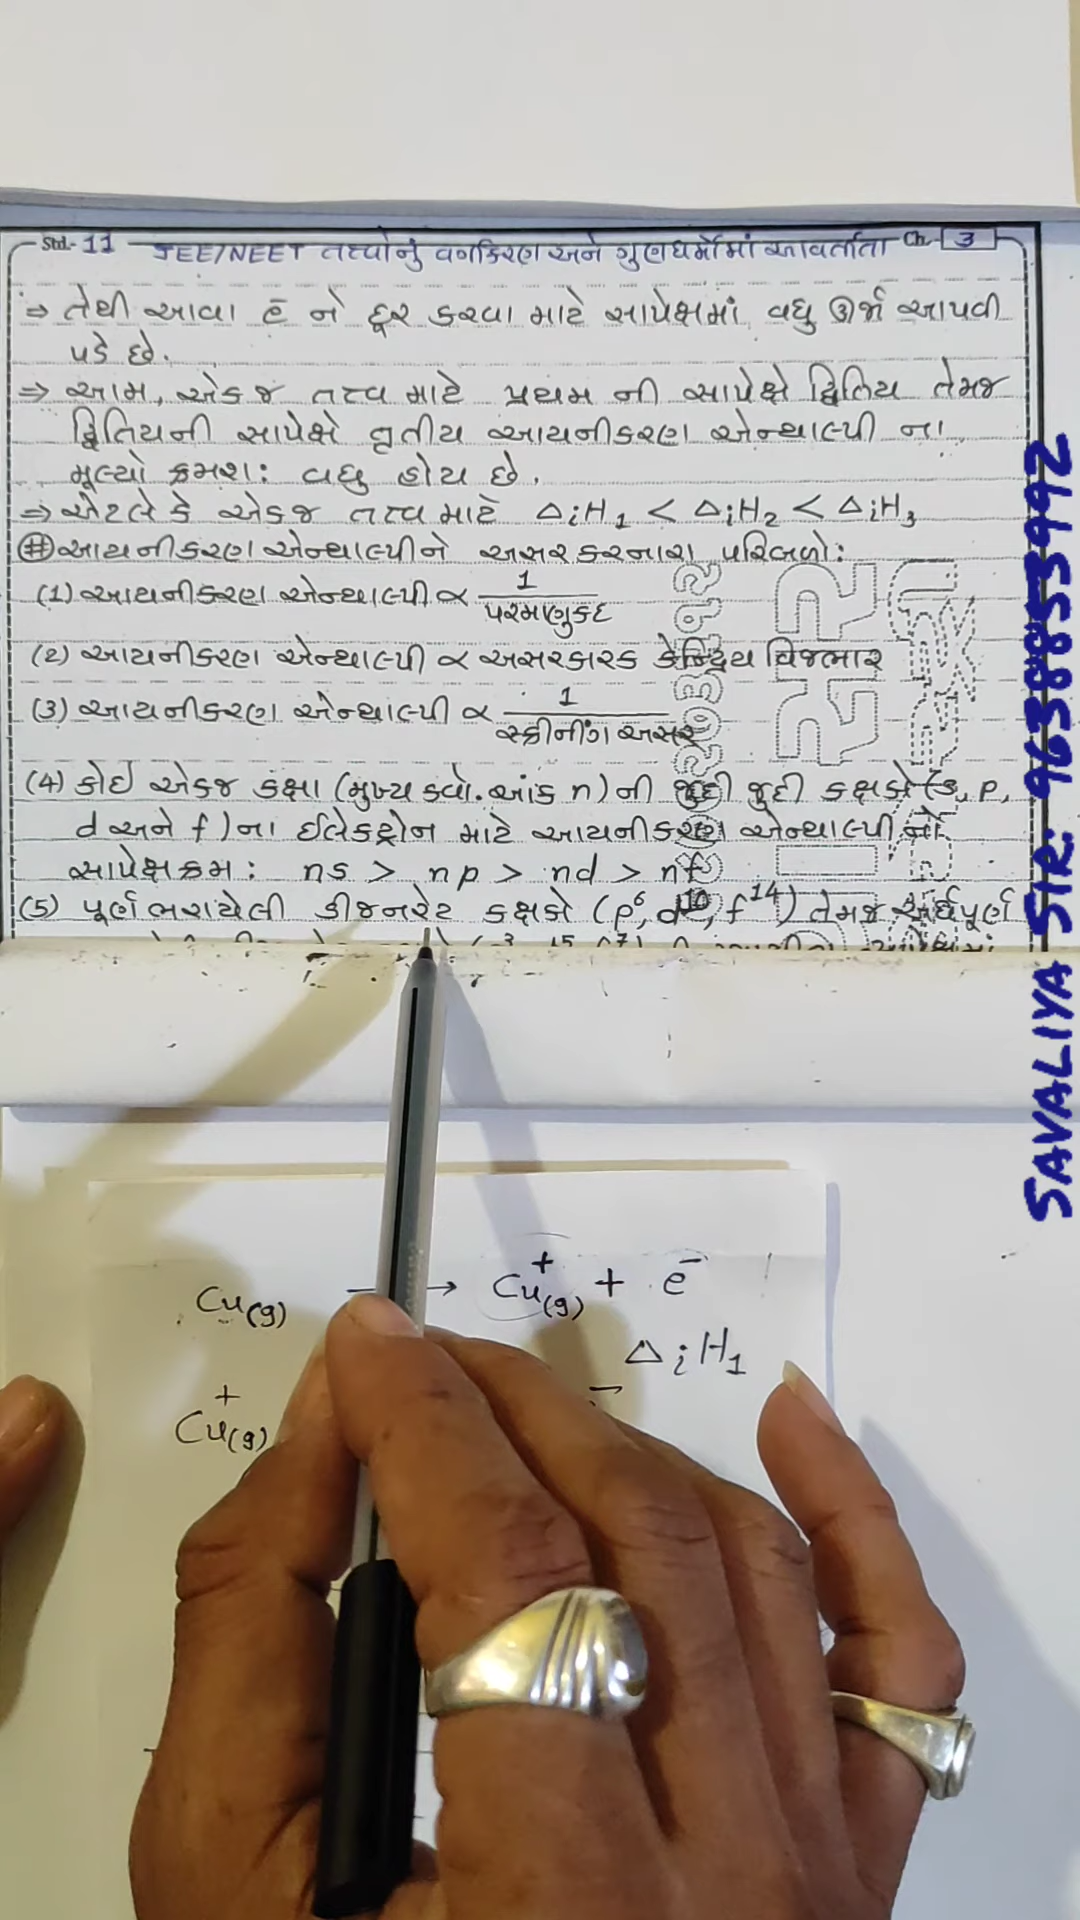 Std.- 11 JEE/NEET તત્ત્વોનું વર્ગીકરણ અને ગુણધર્મોમાં આવર્તતા Ch. 3
⇒ તેથી આવા e⁻ ને દૂર કરવા માટે સાપેક્ષમાં વધુ ઊર્જા આપવી
પડે છે.
⇒ આમ, એકજ તત્ત્વ માટે પ્રથમ ની સાપેક્ષે દ્વિતિય તેમજ
દ્વિતિયની સાપેક્ષે તૃતીય આયનીકરણ એન્થાલ્પી ના
મૂલ્યો ક્રમશઃ વધુ હોય છે.
⇒ એટલે કે એકજ તત્ત્વ માટે ΔiH₁ < ΔiH₂ < ΔiH₃
# આયનીકરણ એન્થાલ્પીને અસરકરનારા પરિબળો:
(1) આયનીકરણ એન્થાલ્પી ∝ 1 / પરમાણુકદ
(2) આયનીકરણ એન્થાલ્પી ∝ અસરકારક કેન્દ્રિય વિજભાર
(3) આયનીકરણ એન્થાલ્પી ∝ 1 / સ્ક્રીનીંગ અસર
(4) કોઈ એકજ કક્ષા (મુખ્ય ક્વૉ.આંક n) ની જુદી જુદી કક્ષકો (s, p,
d અને f) ના ઈલેક્ટ્રોન માટે આયનીકરણ એન્થાલ્પી નો
સાપેક્ષ ક્રમ: ns > np > nd > nf
(5) પૂર્ણ ભરાયેલી ડીજનરેટ કક્ષકો (p⁶, d¹⁰, f¹⁴) તેમજ અર્ધપૂર્ણ
SAVALIYA SIR: 9638853992
Cu(g) → Cu⁺(g) + e⁻
ΔiH₁
Cu⁺(g)